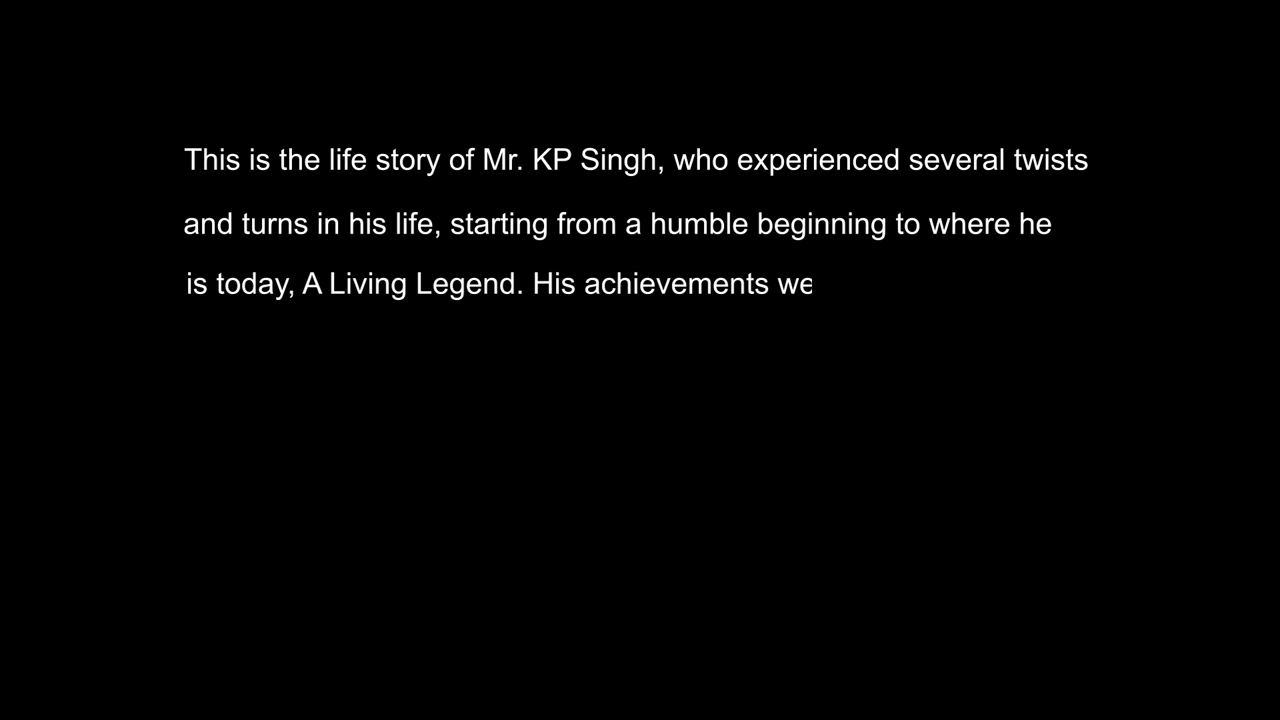 This is the life story of Mr. KP Singh, who experienced several twists
and turns in his life, starting from a humble beginning to where he
is today, A Living Legend. His achievements we